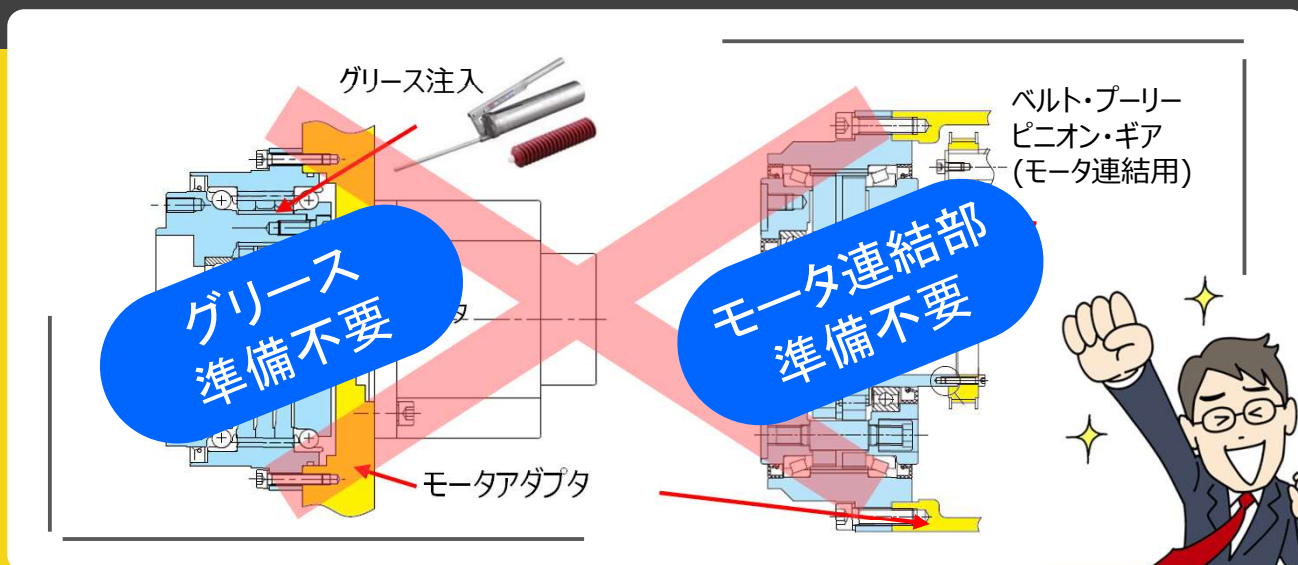 グリース注入
ベルト・プーリー
ピニオン・ギア
(モータ連結用)
グリース
準備不要
タ
モータ連結部
準備不要
モータアダプタ